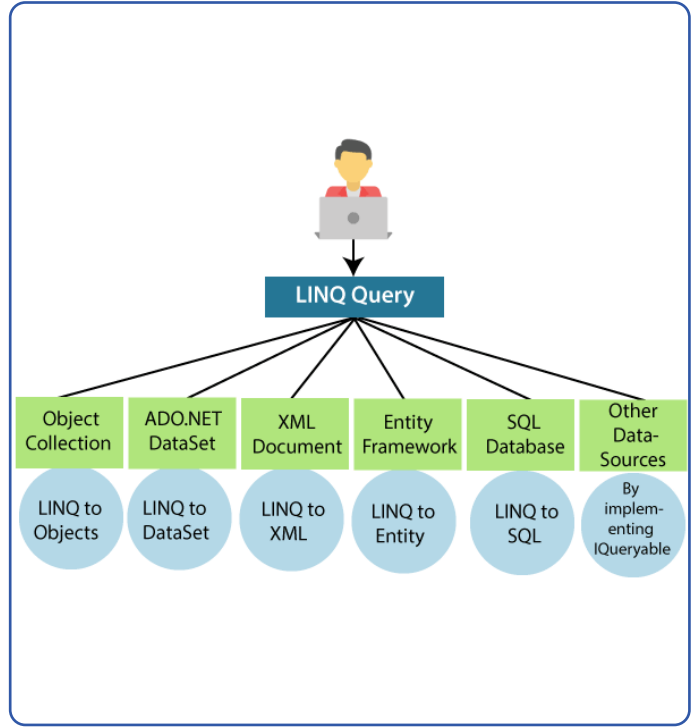 LINQ Query
Object
Collection
ADO.NET
DataSet
XML
Document
Entity
Framework
SQL
Database
Other
Data-
Sources
LINQ to
Objects
LINQ to
DataSet
LINQ to
XML
LINQ to
Entity
LINQ to
SQL
By
implem-
enting
IQueryable